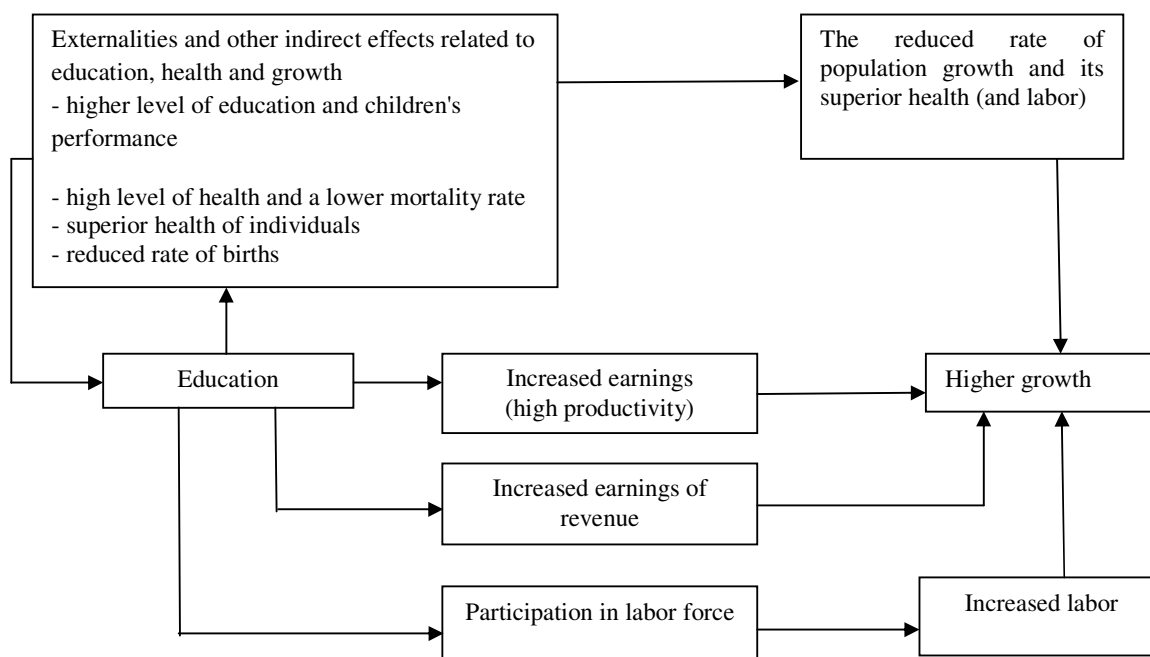 Externalities and other indirect effects related to
education, health and growth
- higher level of education and children's
performance
- high level of health and a lower mortality rate
- superior health of individuals
- reduced rate of births
The reduced rate of
population growth and its
superior health (and labor)
Education
Increased earnings
(high productivity)
Higher growth
Increased earnings of
revenue
Participation in labor force
Increased labor